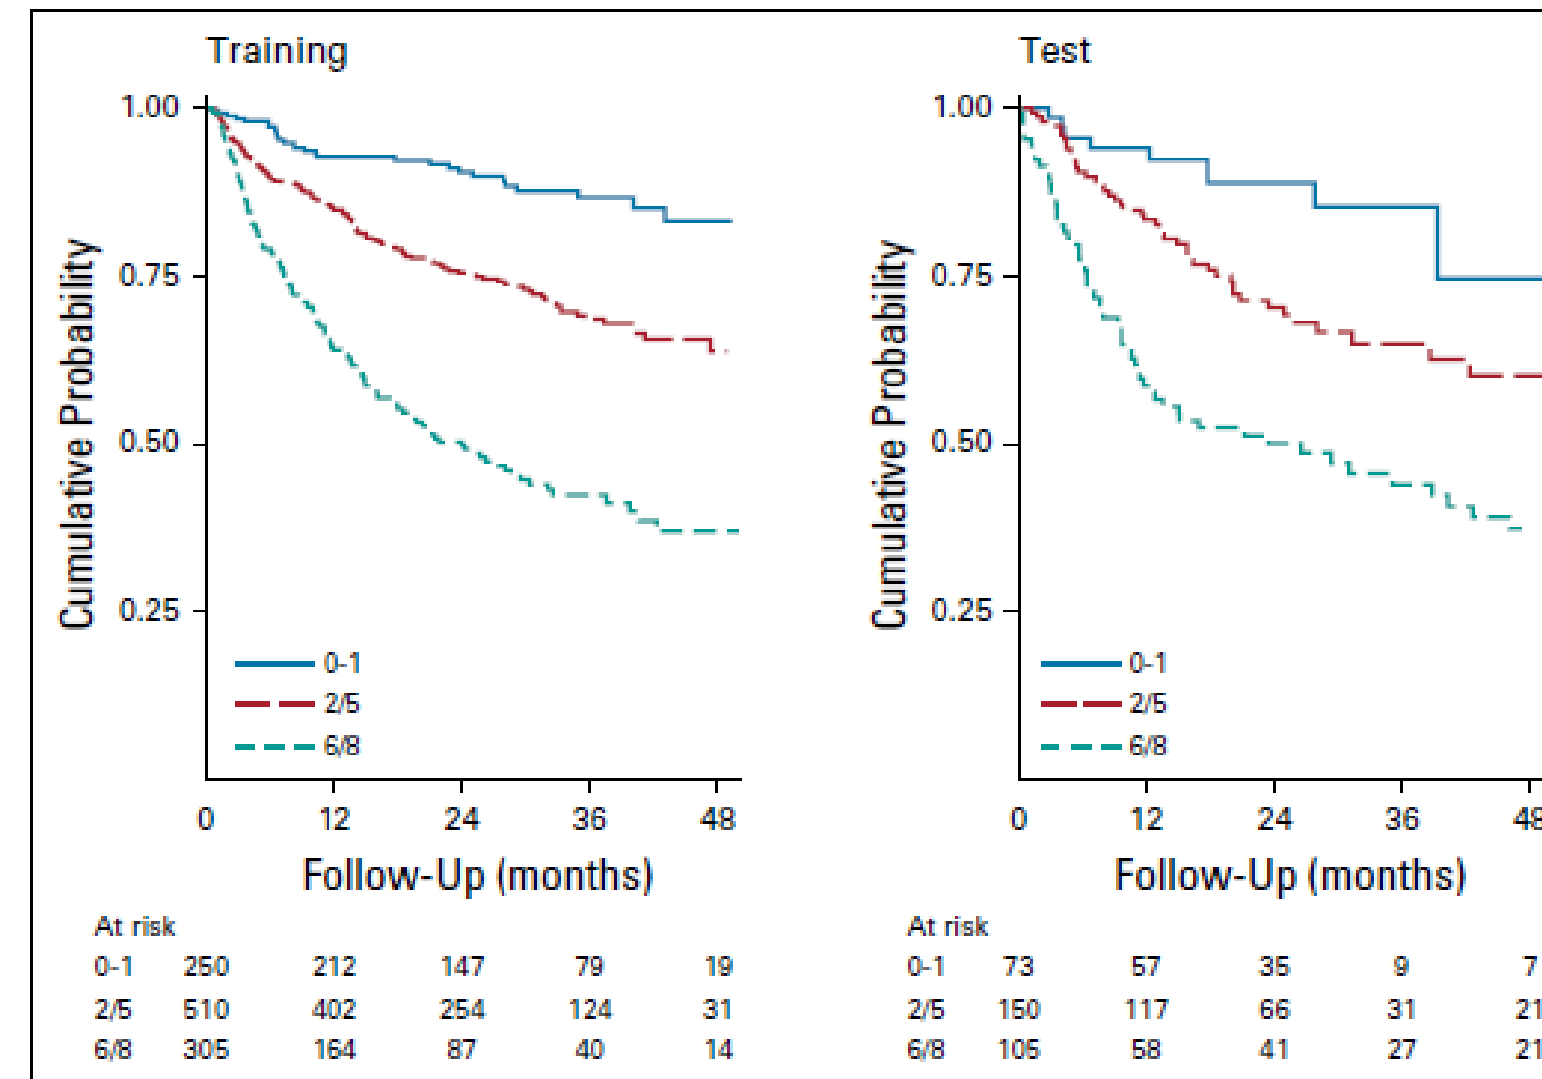 Training
1.00
0.75
0.50
0.25
Cumulative Probability
0-1
2/5
6/8
0 12 24 36 48
Follow-Up (months)
At risk
0-1 250 212 147 79 19
2/5 510 402 254 124 31
6/8 305 164 87 40 14
Test
1.00
0.75
0.50
0.25
Cumulative Probability
0-1
2/5
6/8
0 12 24 36 48
Follow-Up (months)
At risk
0-1 73 57 35 9 7
2/5 150 117 66 31 21
6/8 105 58 41 27 21